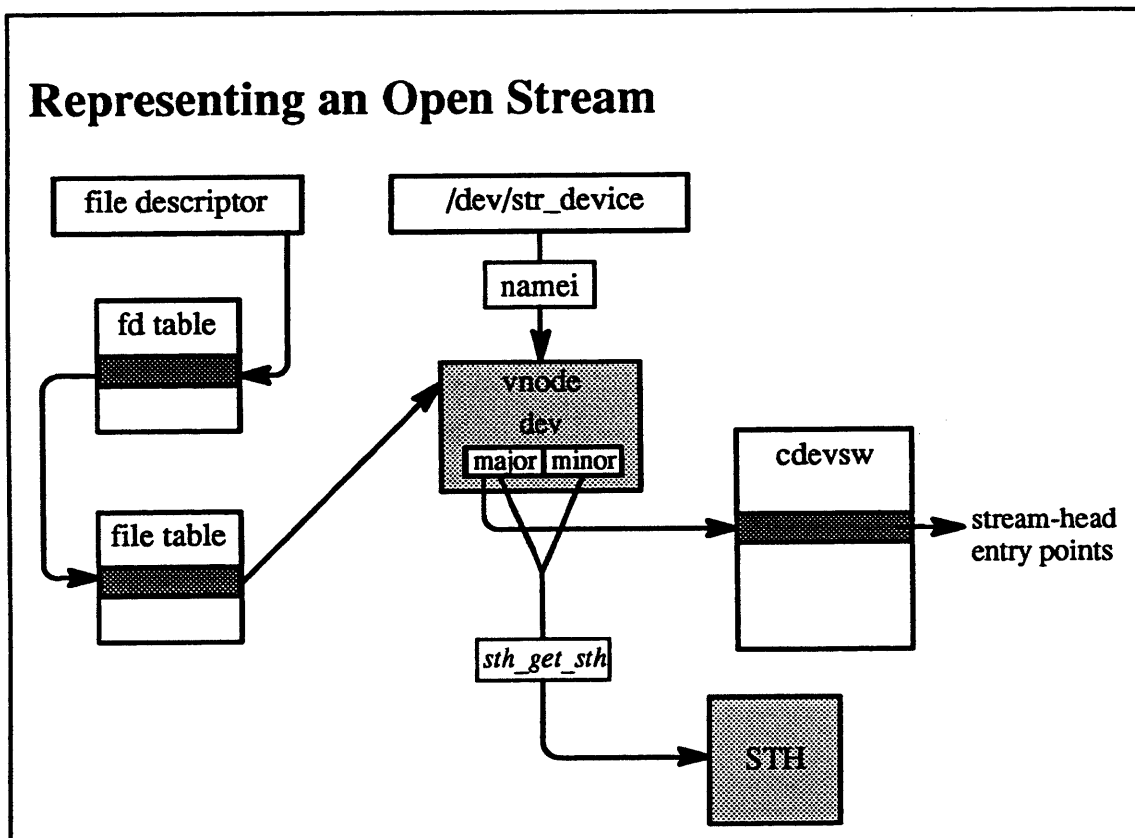 Representing an Open Stream
file descriptor
/dev/str_device
namei
fd table
vnode
dev
major minor
cdevsw
file table
stream-head
entry points
sth_get_sth
STH